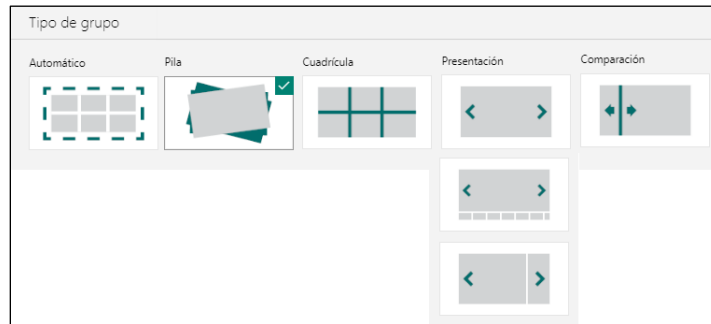 Tipo de grupo
Automático
Pila
Cuadrícula
Presentación
Comparación